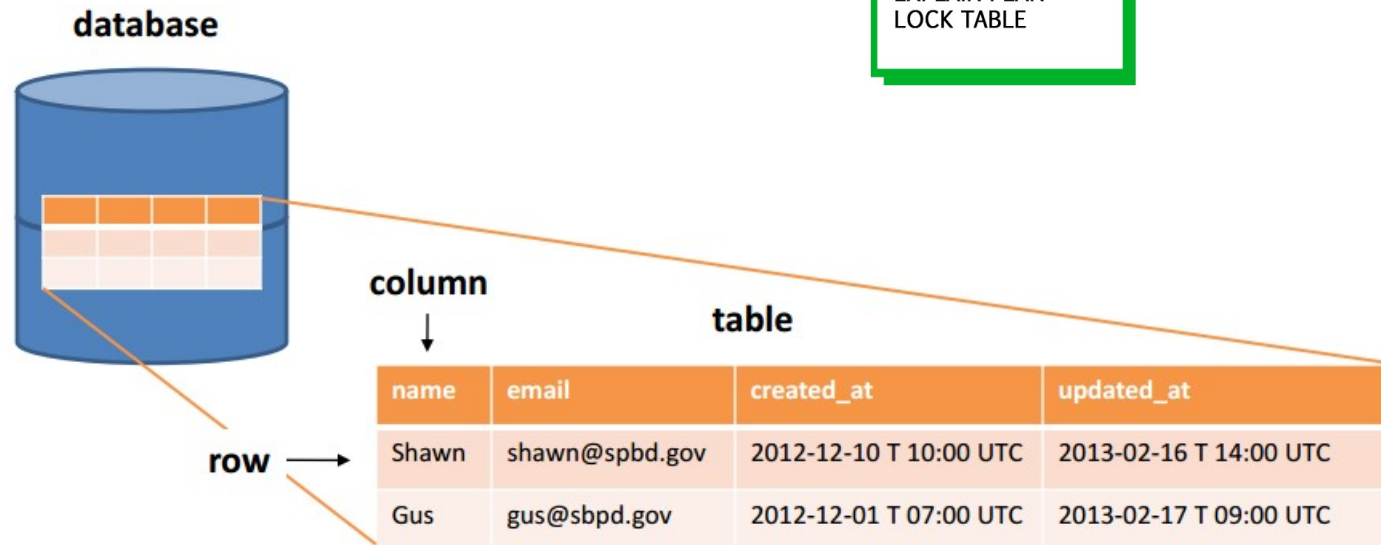 database
LOCK TABLE
column
table
name email created_at updated_at
row
Shawn shawn@spbd.gov 2012-12-10 T 10:00 UTC 2013-02-16 T 14:00 UTC
Gus gus@sbpd.gov 2012-12-01 T 07:00 UTC 2013-02-17 T 09:00 UTC